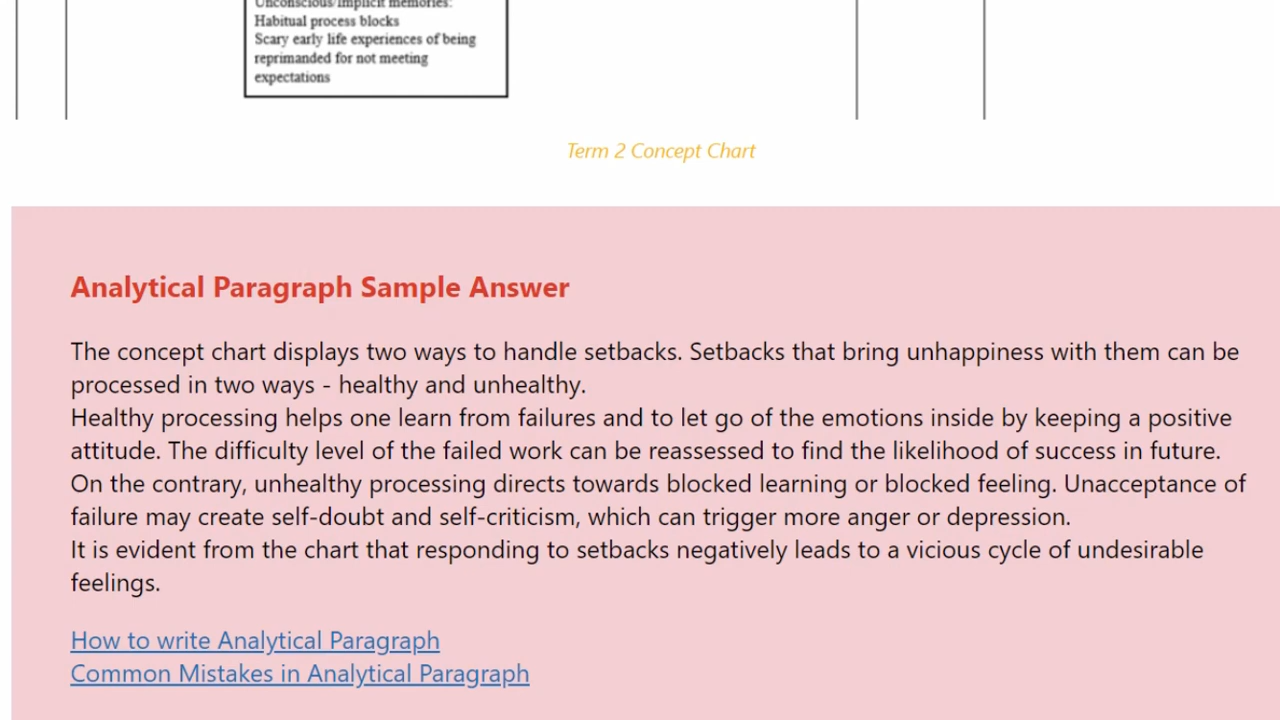 Unconscious/Implicit memories:
Habitual process blocks
Scary early life experiences of being
reprimanded for not meeting
expectations
Term 2 Concept Chart
Analytical Paragraph Sample Answer
The concept chart displays two ways to handle setbacks. Setbacks that bring unhappiness with them can be
processed in two ways - healthy and unhealthy.
Healthy processing helps one learn from failures and to let go of the emotions inside by keeping a positive
attitude. The difficulty level of the failed work can be reassessed to find the likelihood of success in future.
On the contrary, unhealthy processing directs towards blocked learning or blocked feeling. Unacceptance of
failure may create self-doubt and self-criticism, which can trigger more anger or depression.
It is evident from the chart that responding to setbacks negatively leads to a vicious cycle of undesirable
feelings.
How to write Analytical Paragraph
Common Mistakes in Analytical Paragraph